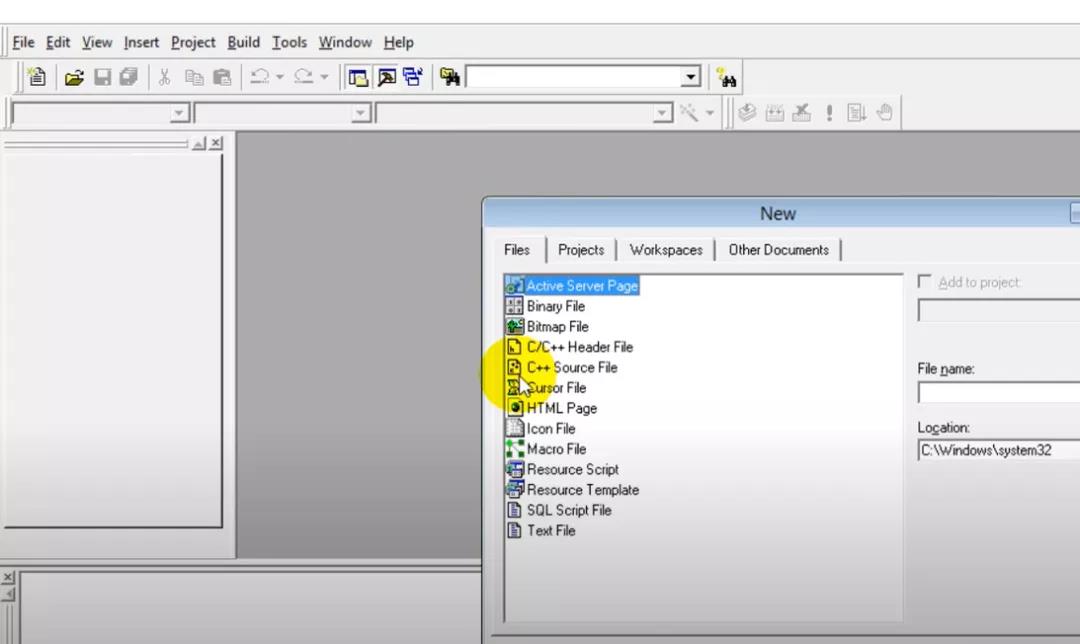 File Edit View Insert Project Build Tools Window Help
New
Files Projects Workspaces Other Documents
Active Server Page
Binary File
Bitmap File
C/C++ Header File
C++ Source File
Cursor File
HTML Page
Icon File
Macro File
Resource Script
Resource Template
SQL Script File
Text File
Add to project:
File name:
Location:
C:\Windows\system32